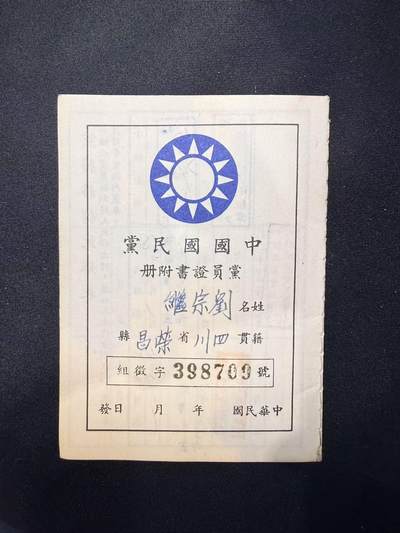 中國國民黨
黨員證書附册
姓名 劉宗繼
籍貫 四川省榮昌縣
組徵字398709號
中華民國 年 月 日發